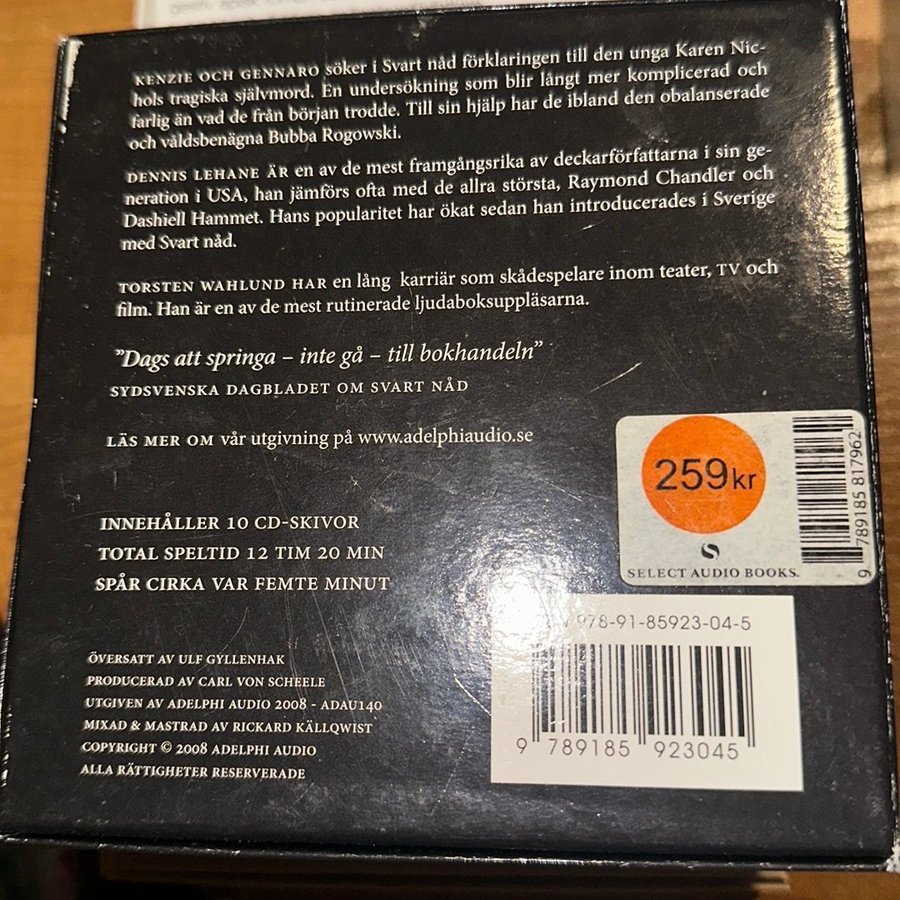 KENZIE OCH GENNARO söker i Svart nåd förklaringen till den unga Karen Nic-
hols tragiska självmord. En undersökning som blir långt mer komplicerad och
farlig än vad de från början trodde. Till sin hjälp har de ibland den obalanserade
och våldsbenägna Bubba Rogowski.
DENNIS LEHANE ÄR en av de mest framgångsrika av deckarförfattarna i sin ge-
neration i USA, han jämförs ofta med de allra största, Raymond Chandler och
Dashiell Hammet. Hans popularitet har ökat sedan han introducerades i Sverige
med Svart nåd.
TORSTEN WAHLUND HAR en lång karriär som skådespelare inom teater, TV och
film. Han är en av de mest rutinerade ljudaboksuppläsarna.
"Dags att springa – inte gå – till bokhandeln"
SYDSVENSKA DAGBLADET OM SVART NÅD
LÄS MER OM vår utgivning på www.adelphiaudio.se
259 kr
SELECT AUDIO BOOKS.
9 789185 817962
INNEHÅLLER 10 CD-SKIVOR
TOTAL SPELTID 12 TIM 20 MIN
SPÅR CIRKA VAR FEMTE MINUT
978-91-85923-04-5
9 789185 923045
ÖVERSATT AV ULF GYLLENHAK
PRODUCERAD AV CARL VON SCHEELE
UTGIVEN AV ADELPHI AUDIO 2008 - ADAU140
MIXAD & MASTRAD AV RICKARD KÄLLQWIST
COPYRIGHT © 2008 ADELPHI AUDIO
ALLA RÄTTIGHETER RESERVERADE